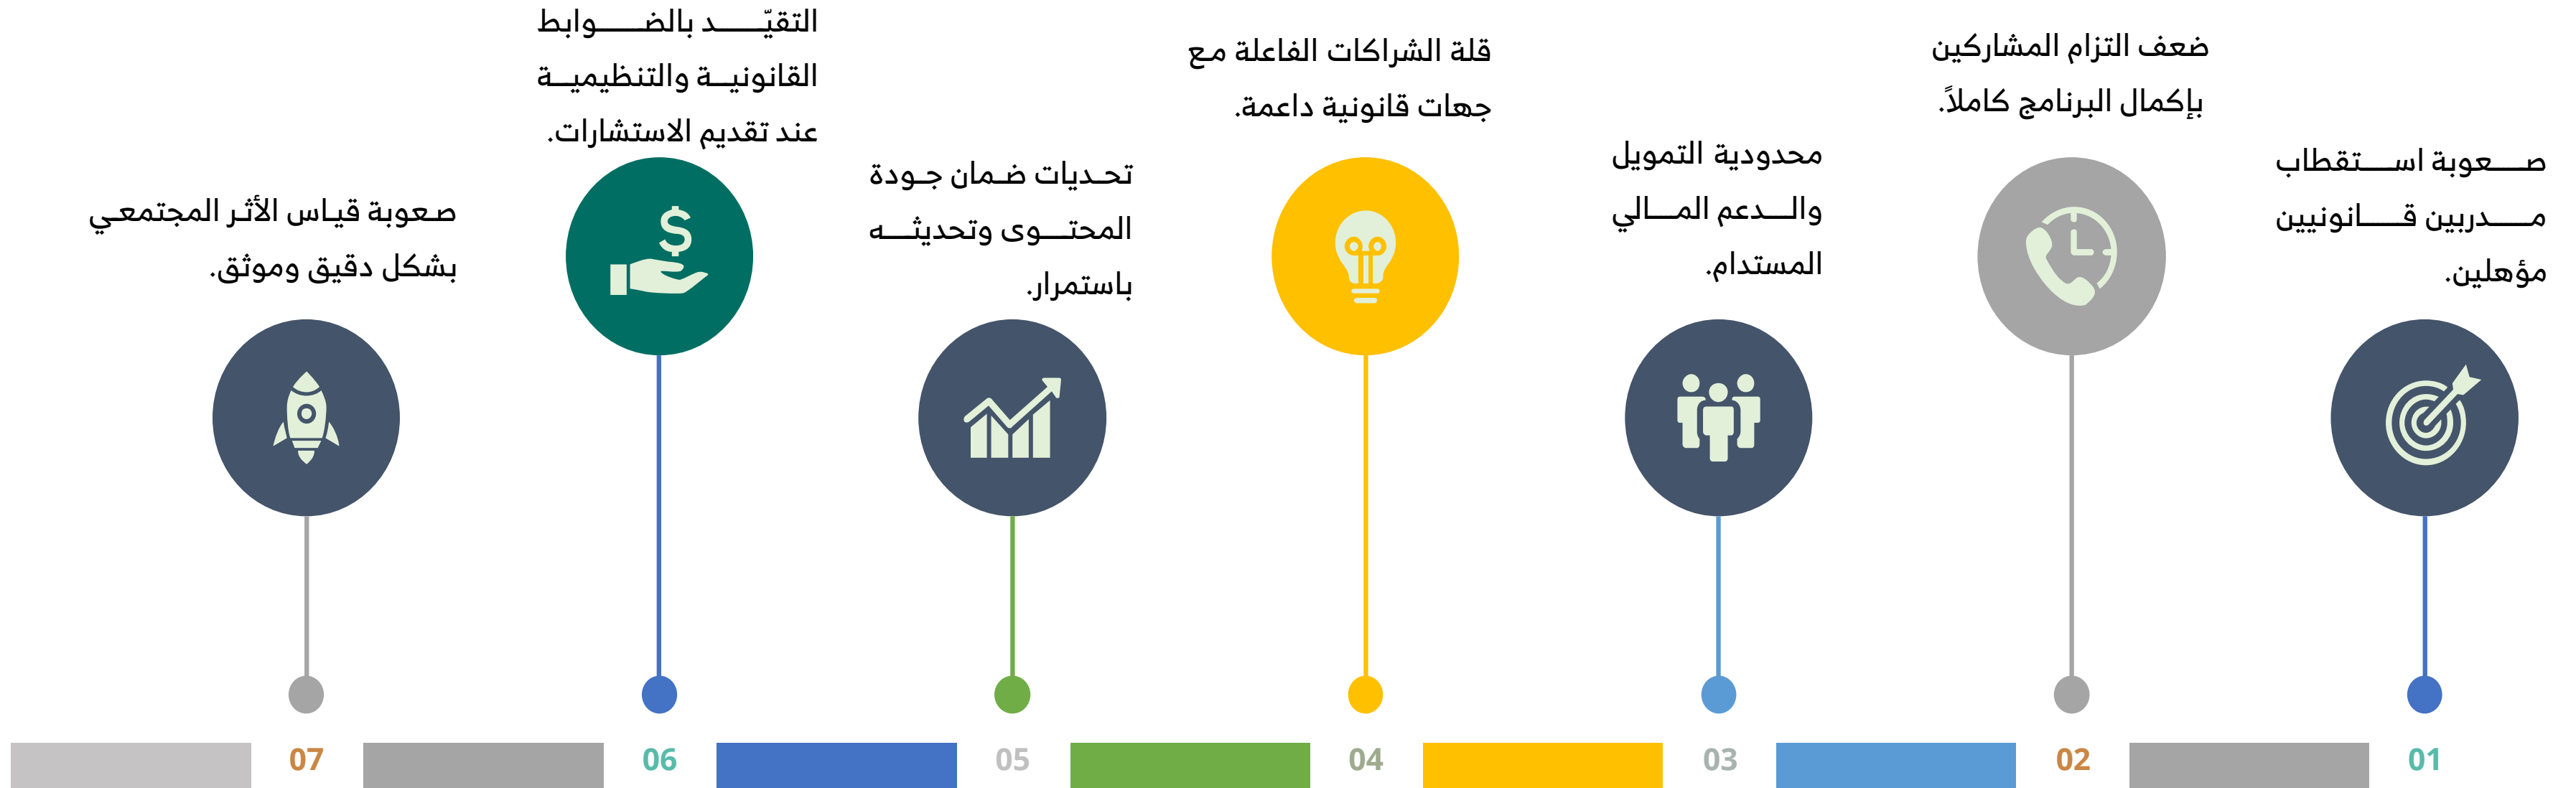 صعوبة استقطاب
مدربين قانونيين
مؤهلين.
ضعف التزام المشاركين
بإكمال البرنامج كاملاً.
محدودية التمويل
والدعم المالي
المستدام.
قلة الشراكات الفاعلة مع
جهات قانونية داعمة.
تحديات ضمان جودة
المحتوى وتحديثه
باستمرار.
التقيّد بالضوابط
القانونية والتنظيمية
عند تقديم الاستشارات.
صعوبة قياس الأثر المجتمعي
بشكل دقيق وموثق.
$
01
02
03
04
05
06
07